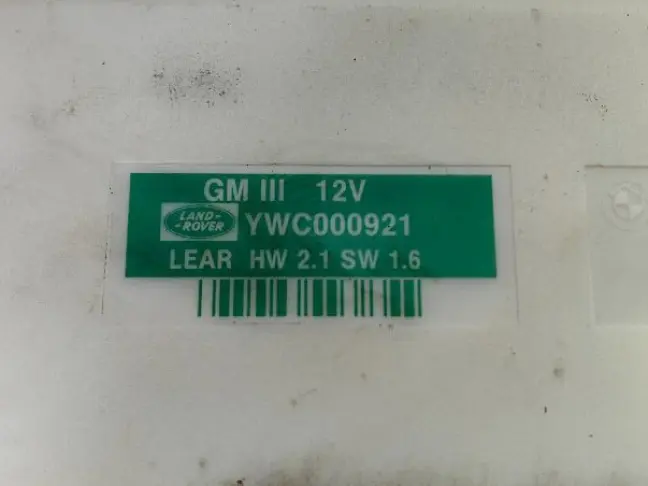 GM III 12V
LAND-
-ROVER
YWC000921
LEAR HW 2.1 SW 1.6